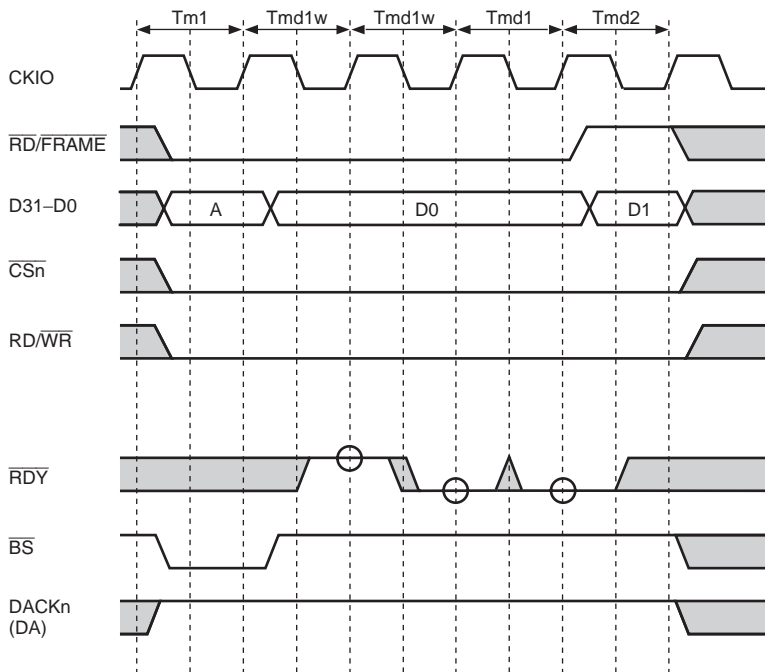 Tm1 Tmd1w Tmd1w Tmd1 Tmd2
CKIO
RD/FRAME
D31–D0 A D0 D1
CSn
RD/WR
RDY
BS
DACKn
(DA)